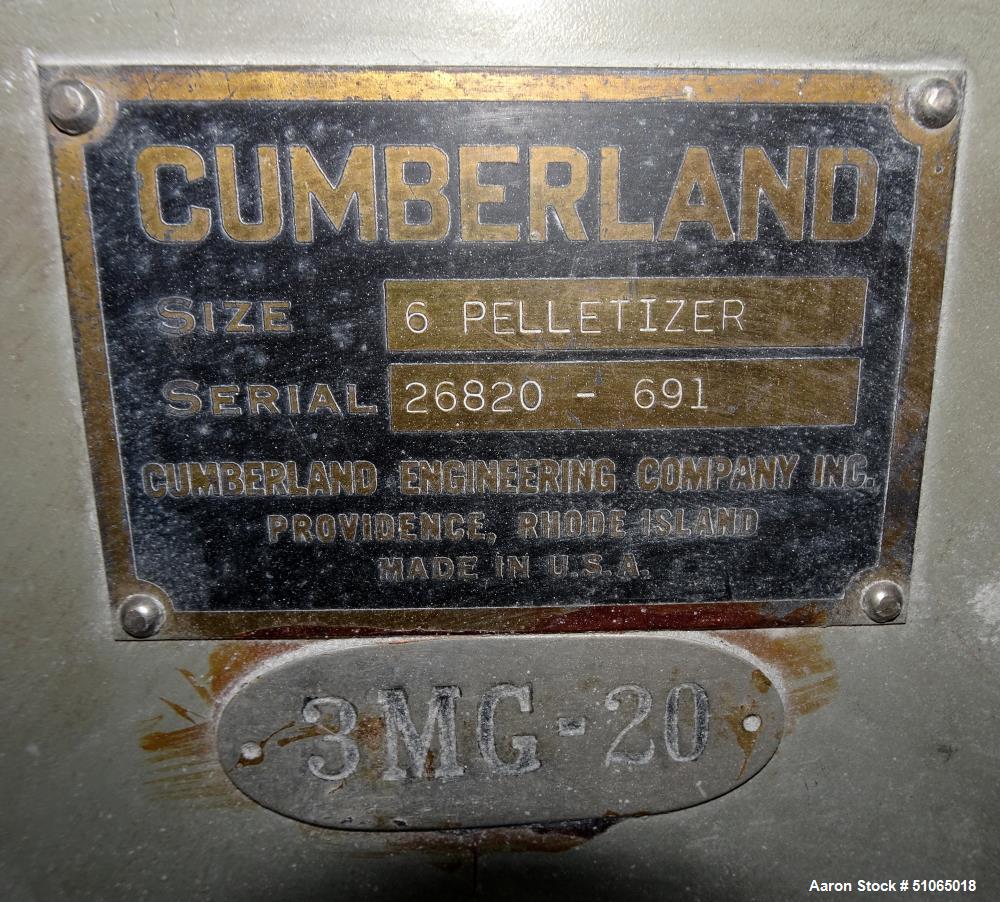 CUMBERLAND
SIZE 6 PELLETIZER
SERIAL 26820 - 691
CUMBERLAND ENGINEERING COMPANY INC.
PROVIDENCE, RHODE ISLAND
MADE IN U.S.A.
3MG-20
Aaron Stock # 51065018